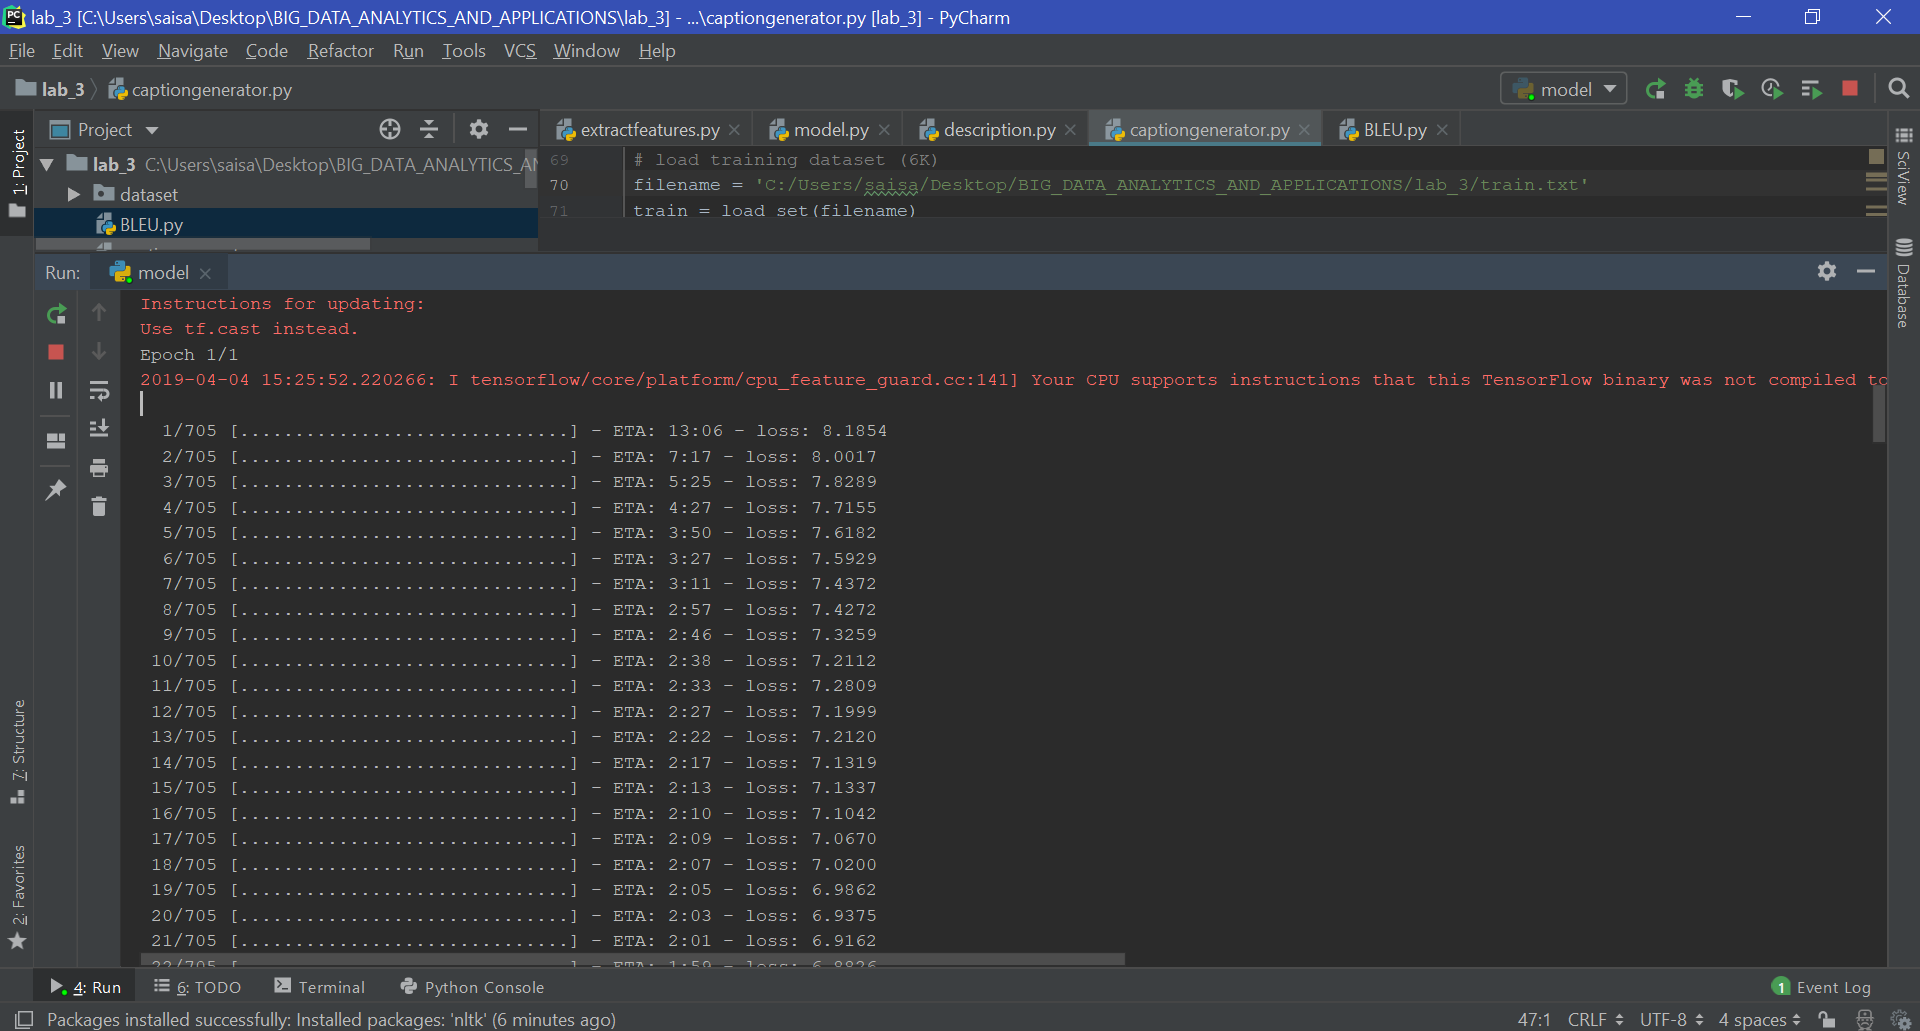 lab_3 [C:\Users\saisa\Desktop\BIG_DATA_ANALYTICS_AND_APPLICATIONS\lab_3] - ...\captiongenerator.py [lab_3] - PyCharm
File Edit View Navigate Code Refactor Run Tools VCS Window Help
lab_3 captiongenerator.py model
1: Project
Project
extractfeatures.py model.py description.py captiongenerator.py BLEU.py
lab_3 C:\Users\saisa\Desktop\BIG_DATA_ANALYTICS_A
dataset
BLEU.py
69 # load training dataset (6K)
70 filename = 'C:/Users/saisa/Desktop/BIG_DATA_ANALYTICS_AND_APPLICATIONS/lab_3/train.txt'
71 train = load_set(filename)
SciView
Database
Run: model
Instructions for updating:
Use tf.cast instead.
Epoch 1/1
2019-04-04 15:25:52.220266: I tensorflow/core/platform/cpu_feature_guard.cc:141] Your CPU supports instructions that this TensorFlow binary was not compiled to
1/705 [..............................] - ETA: 13:06 - loss: 8.1854
2/705 [..............................] - ETA: 7:17 - loss: 8.0017
3/705 [..............................] - ETA: 5:25 - loss: 7.8289
4/705 [..............................] - ETA: 4:27 - loss: 7.7155
5/705 [..............................] - ETA: 3:50 - loss: 7.6182
6/705 [..............................] - ETA: 3:27 - loss: 7.5929
7/705 [..............................] - ETA: 3:11 - loss: 7.4372
8/705 [..............................] - ETA: 2:57 - loss: 7.4272
9/705 [..............................] - ETA: 2:46 - loss: 7.3259
10/705 [..............................] - ETA: 2:38 - loss: 7.2112
11/705 [..............................] - ETA: 2:33 - loss: 7.2809
12/705 [..............................] - ETA: 2:27 - loss: 7.1999
13/705 [..............................] - ETA: 2:22 - loss: 7.2120
14/705 [..............................] - ETA: 2:17 - loss: 7.1319
15/705 [..............................] - ETA: 2:13 - loss: 7.1337
16/705 [..............................] - ETA: 2:10 - loss: 7.1042
17/705 [..............................] - ETA: 2:09 - loss: 7.0670
18/705 [..............................] - ETA: 2:07 - loss: 7.0200
19/705 [..............................] - ETA: 2:05 - loss: 6.9862
20/705 [..............................] - ETA: 2:03 - loss: 6.9375
21/705 [..............................] - ETA: 2:01 - loss: 6.9162
7: Structure
2: Favorites
4: Run 6: TODO Terminal Python Console 1 Event Log
Packages installed successfully: Installed packages: 'nltk' (6 minutes ago) 47:1 CRLF UTF-8 4 spaces